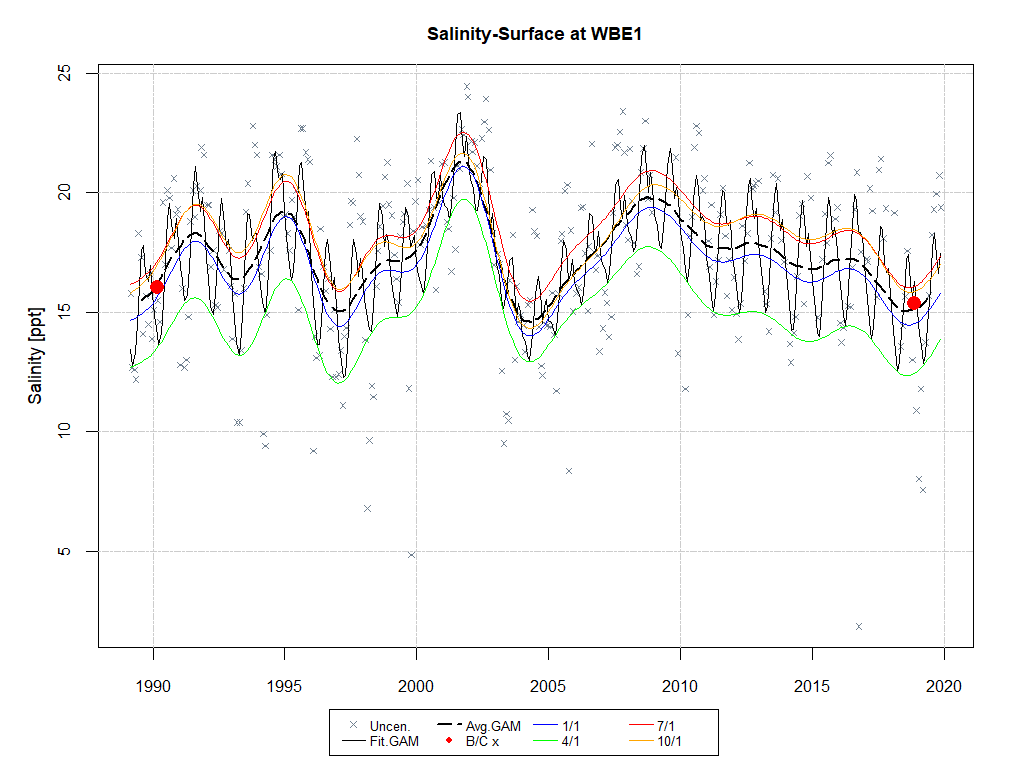 Salinity-Surface at WBE1
Salinity [ppt]
25
20
15
10
5
1990 1995 2000 2005 2010 2015 2020
Uncen. Avg.GAM 1/1 7/1
Fit.GAM B/C x 4/1 10/1